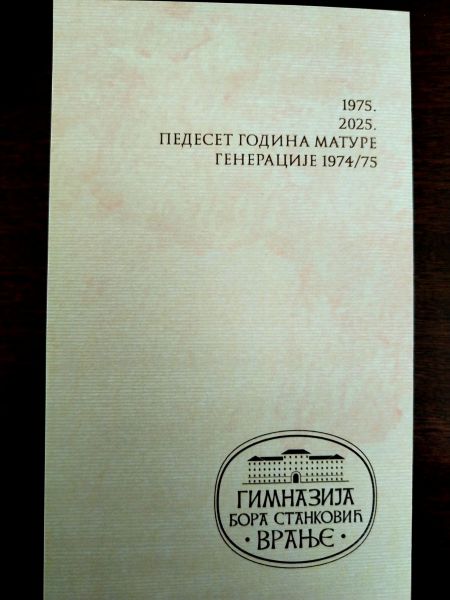 1975.
2025.
ПЕДЕСЕТ ГОДИНА МАТУРЕ
ГЕНЕРАЦИЈЕ 1974/75
ГИМНАЗИЈА
БОРА СТАНКОВИЋ
· ВРАЊЕ ·